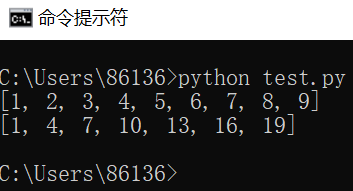 命令提示符
C:\Users\86136>python test.py
[1, 2, 3, 4, 5, 6, 7, 8, 9]
[1, 4, 7, 10, 13, 16, 19]
C:\Users\86136>